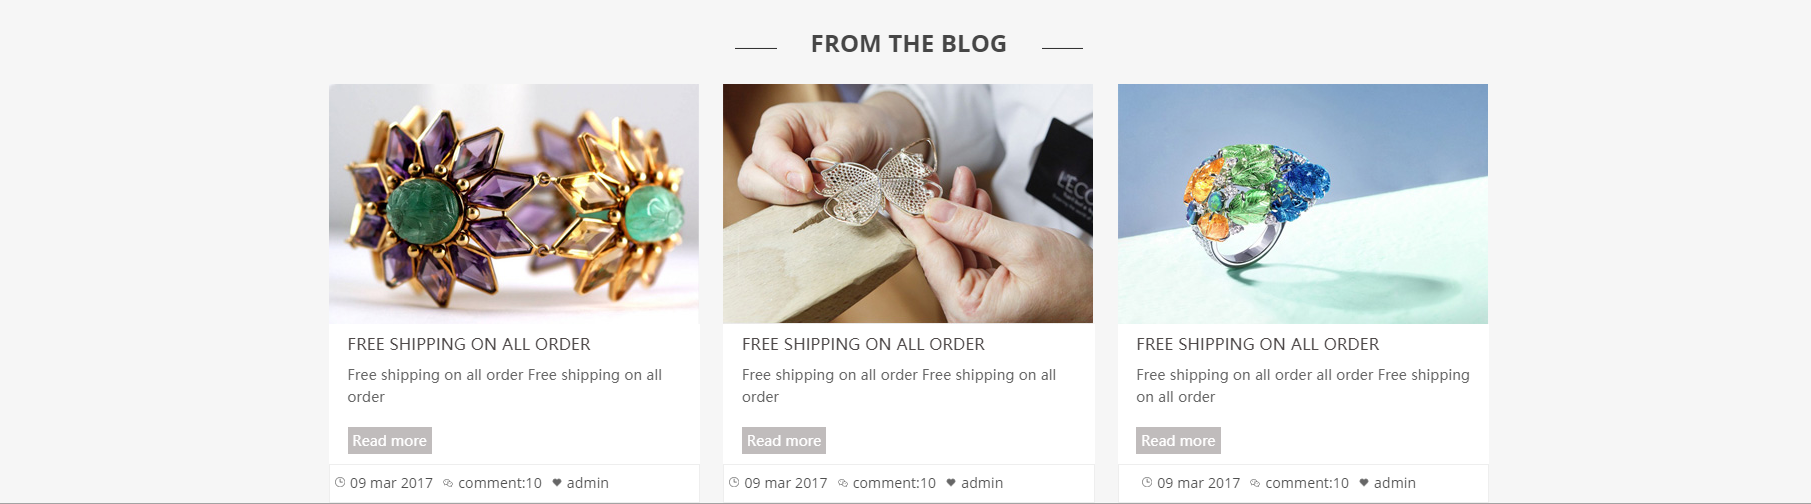 FROM THE BLOG
FREE SHIPPING ON ALL ORDER
Free shipping on all order Free shipping on all
order
Read more
09 mar 2017 comment:10 admin
FREE SHIPPING ON ALL ORDER
Free shipping on all order Free shipping on all
order
Read more
09 mar 2017 comment:10 admin
FREE SHIPPING ON ALL ORDER
Free shipping on all order all order Free shipping
on all order
Read more
09 mar 2017 comment:10 admin